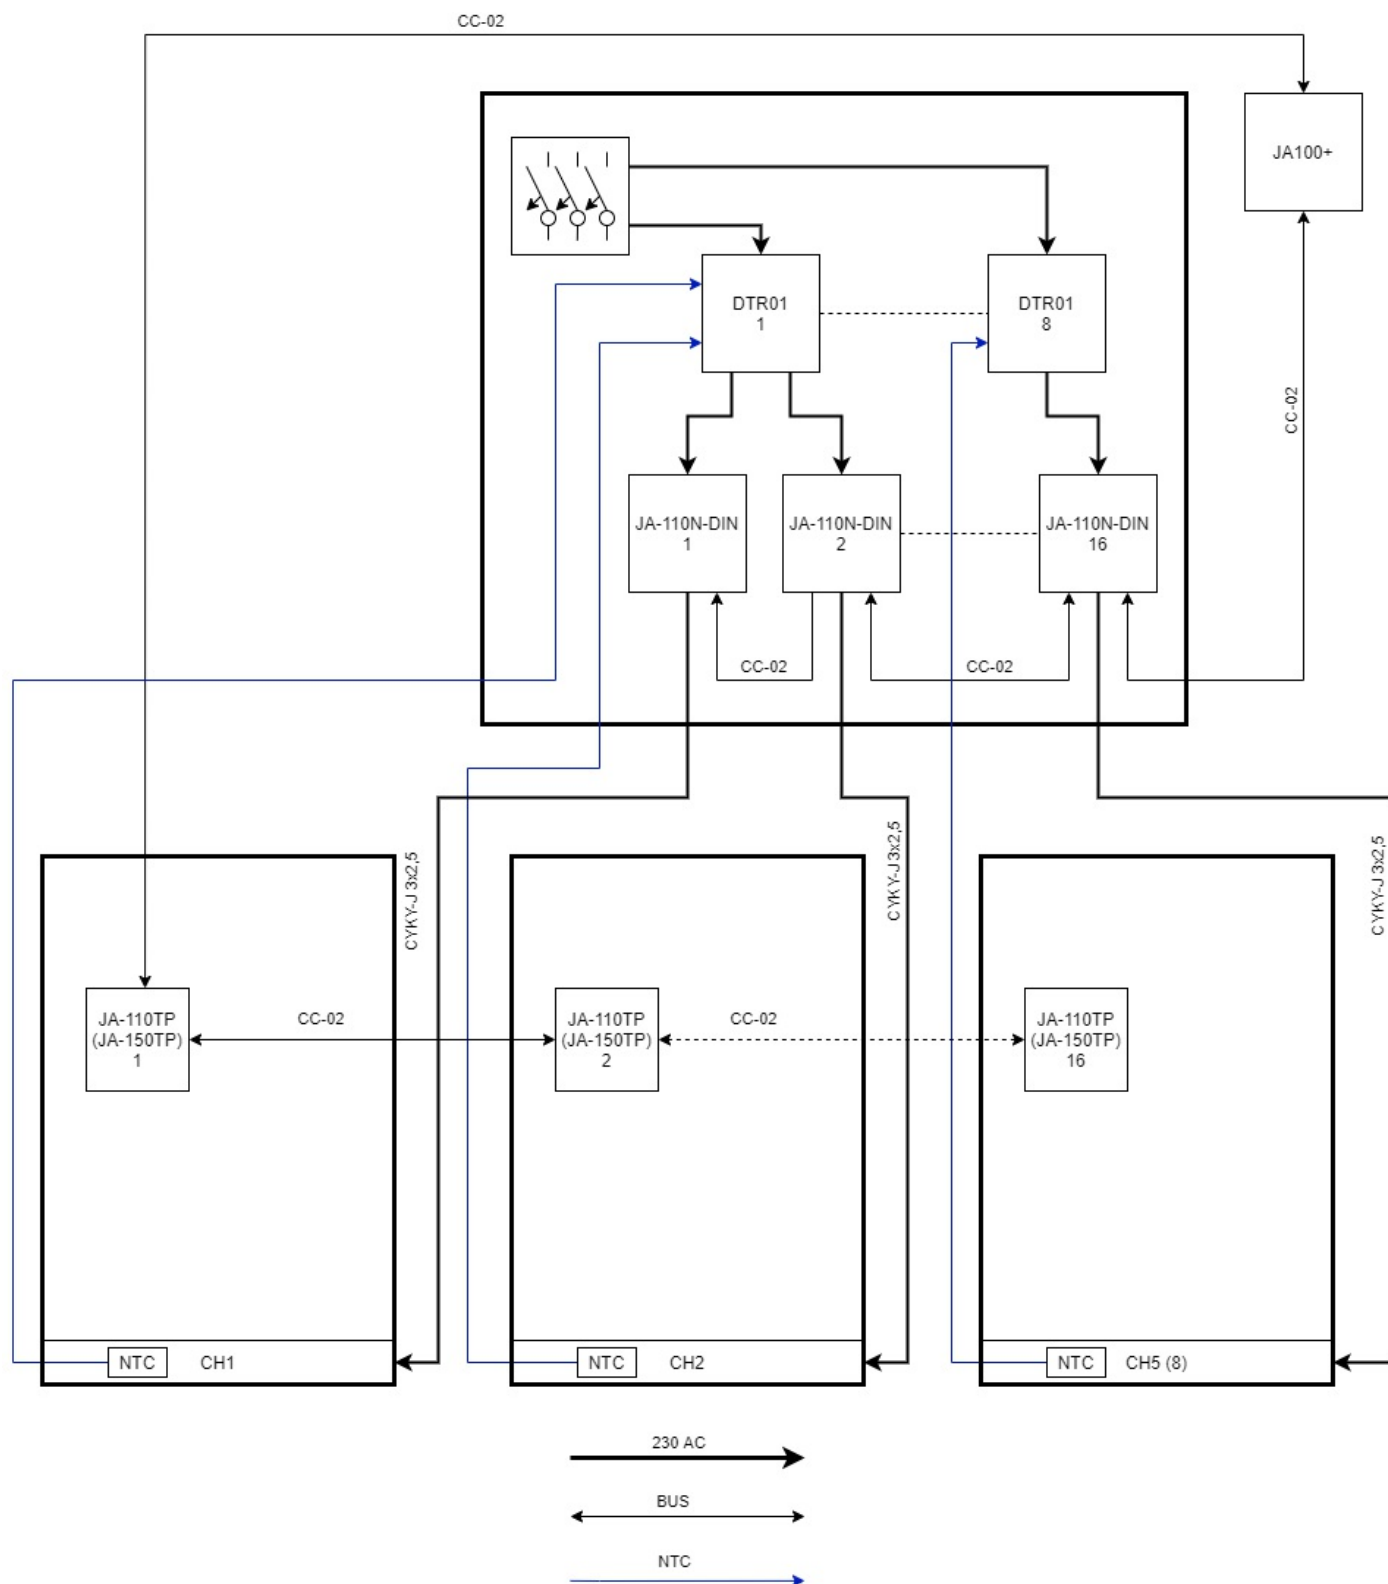 CC-02
JA100+
DTR01
1
DTR01
8
CC-02
JA-110N-DIN
1
JA-110N-DIN
2
JA-110N-DIN
16
CC-02
CC-02
CYKY-J 3x2,5
CYKY-J 3x2,5
CYKY-J 3x2,5
JA-110TP
(JA-150TP)
1
CC-02
JA-110TP
(JA-150TP)
2
CC-02
JA-110TP
(JA-150TP)
16
NTC
CH1
NTC
CH2
NTC
CH5 (8)
230 AC
BUS
NTC